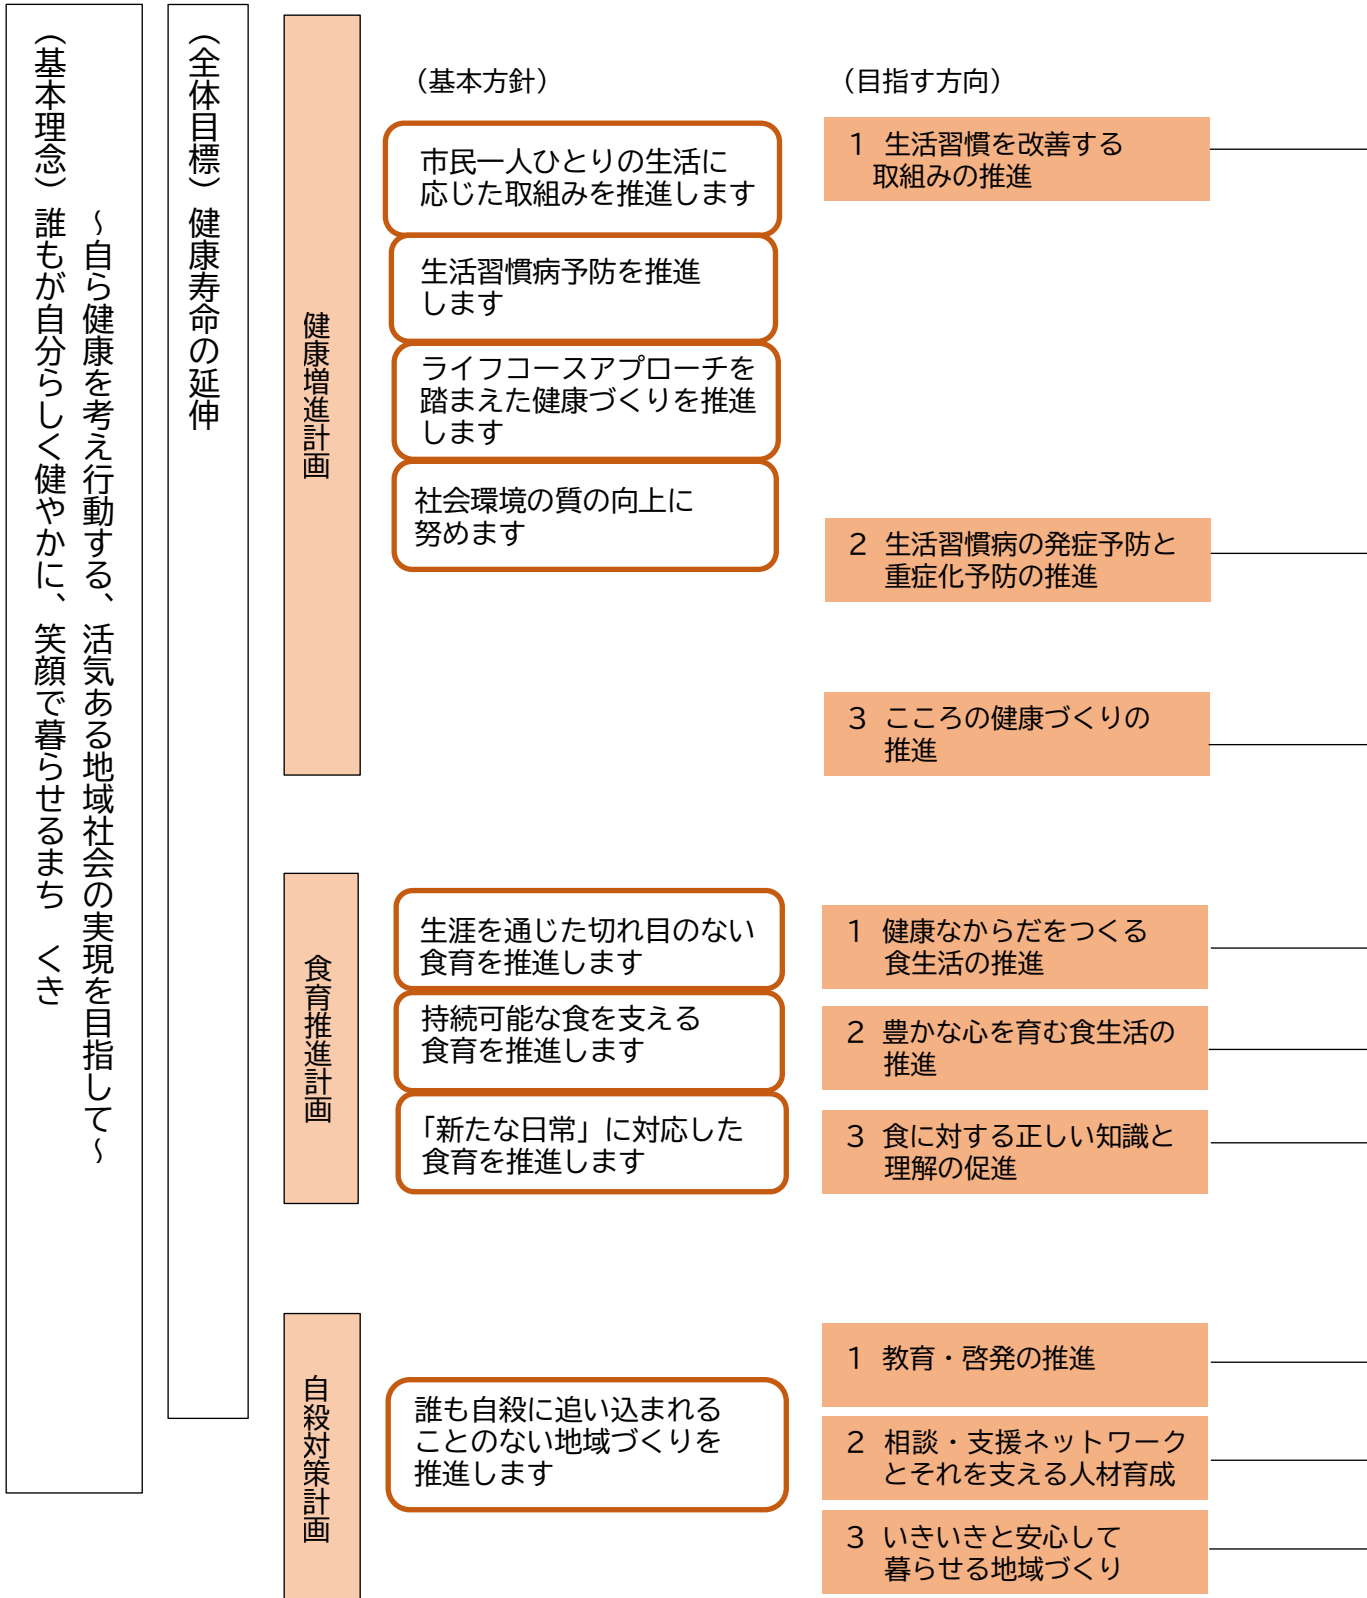 （基本理念）誰もが自分らしく健やかに、笑顔で暮らせるまち　くき
～自ら健康を考え行動する、活気ある地域社会の実現を目指して～
（全体目標）健康寿命の延伸
健康増進計画
（基本方針）
市民一人ひとりの生活に
応じた取組みを推進します
生活習慣病予防を推進
します
ライフコースアプローチを
踏まえた健康づくりを推進
します
社会環境の質の向上に
努めます
（目指す方向）
1 生活習慣を改善する
取組みの推進
2 生活習慣病の発症予防と
重症化予防の推進
3 こころの健康づくりの
推進
食育推進計画
生涯を通じた切れ目のない
食育を推進します
持続可能な食を支える
食育を推進します
「新たな日常」に対応した
食育を推進します
1 健康なからだをつくる
食生活の推進
2 豊かな心を育む食生活の
推進
3 食に対する正しい知識と
理解の促進
自殺対策計画
誰も自殺に追い込まれる
ことのない地域づくりを
推進します
1 教育・啓発の推進
2 相談・支援ネットワーク
とそれを支える人材育成
3 いきいきと安心して
暮らせる地域づくり